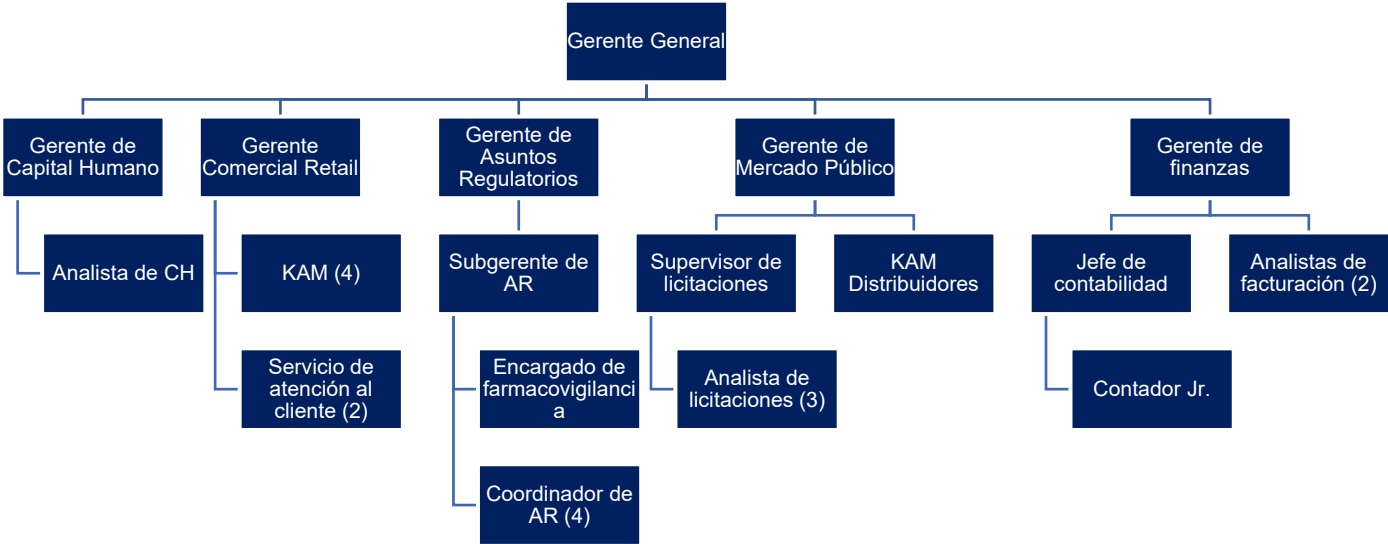 Gerente General
Gerente de
Capital Humano
Gerente
Comercial Retail
Gerente de
Asuntos
Regulatorios
Gerente de
Mercado Público
Gerente de
finanzas
Analista de CH
KAM (4)
Subgerente de
AR
Supervisor de
licitaciones
KAM
Distribuidores
Jefe de
contabilidad
Analistas de
facturación (2)
Servicio de
atención al
cliente (2)
Encargado de
farmacovigilanci
a
Analista de
licitaciones (3)
Contador Jr.
Coordinador de
AR (4)